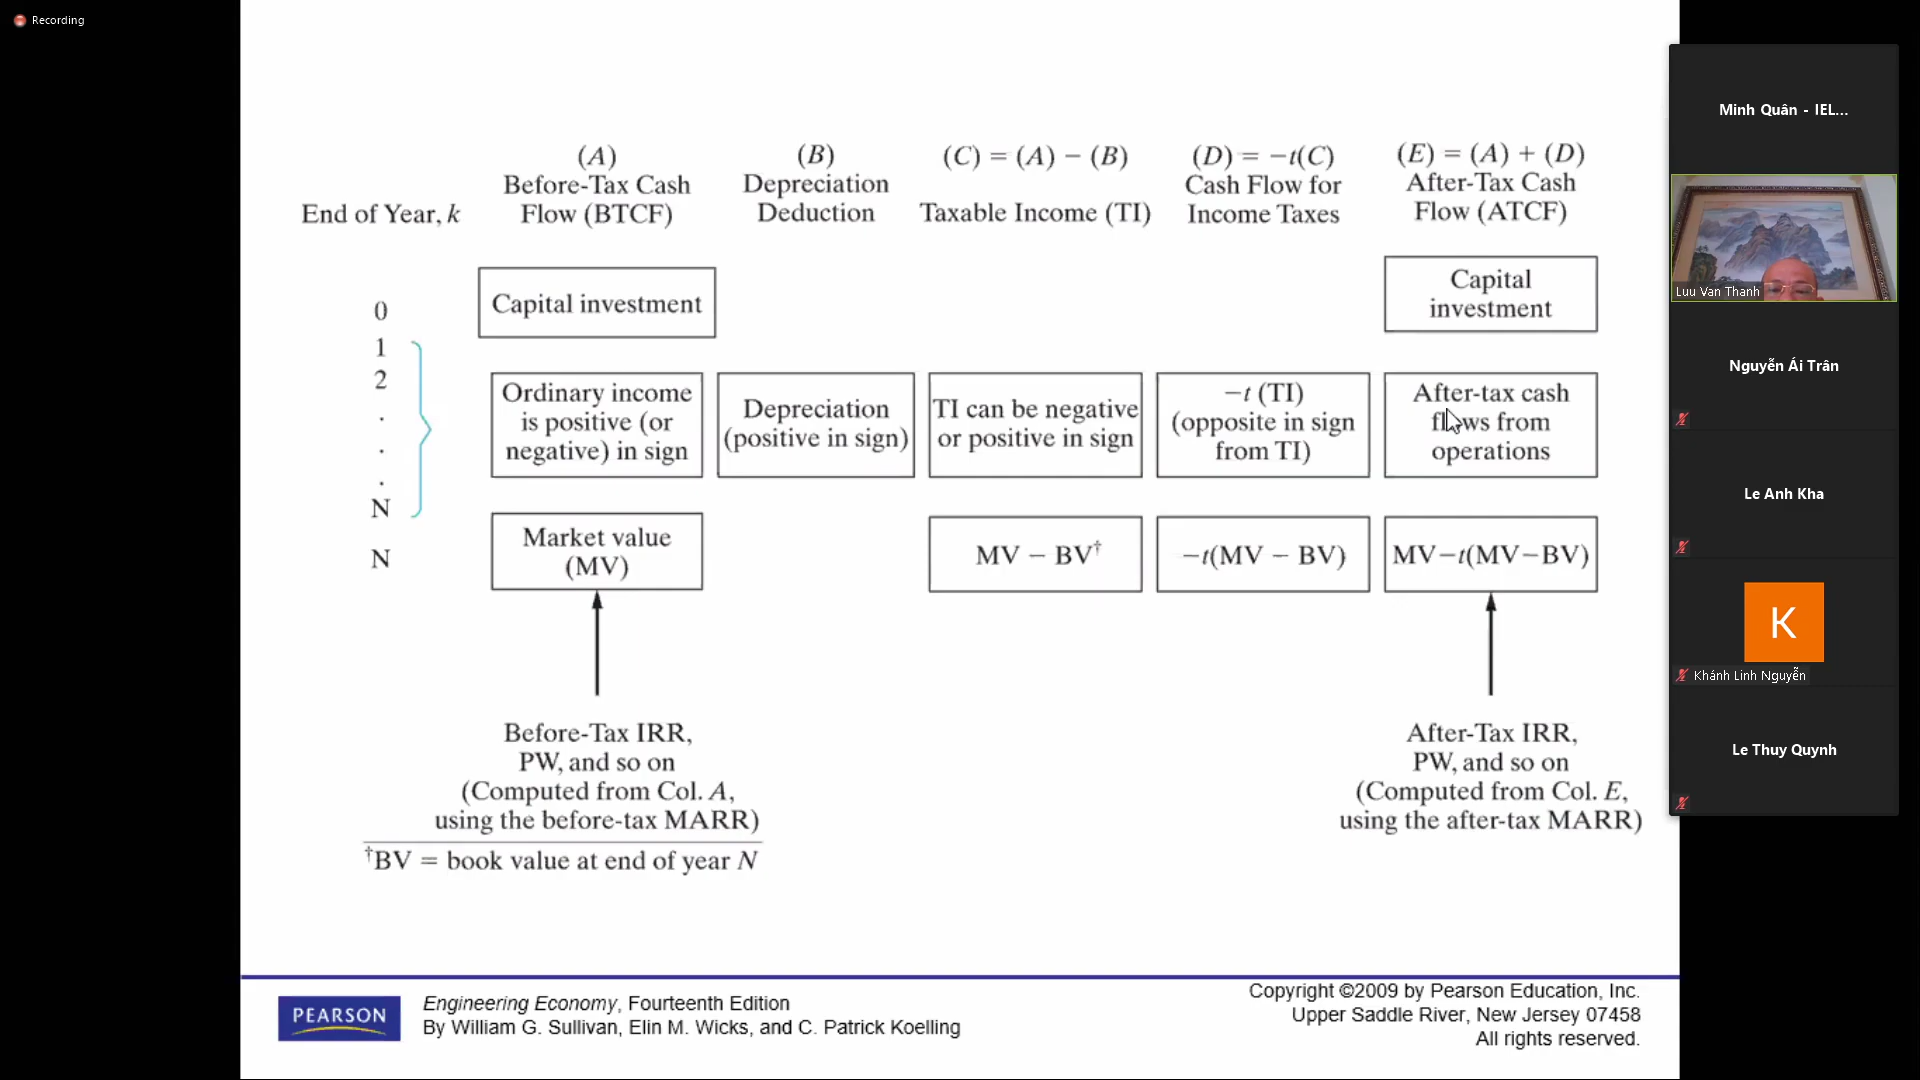 Recording
(A)
Before-Tax Cash
Flow (BTCF)
(B)
Depreciation
Deduction
(C) = (A) − (B)
Taxable Income (TI)
(D) = −t(C)
Cash Flow for
Income Taxes
(E) = (A) + (D)
After-Tax Cash
Flow (ATCF)
End of Year, k
0
1
2
.
.
.
N
N
Capital investment
Capital
investment
Ordinary income
is positive (or
negative) in sign
Depreciation
(positive in sign)
TI can be negative
or positive in sign
−t (TI)
(opposite in sign
from TI)
After-tax cash
flows from
operations
Market value
(MV)
MV − BV†
−t(MV − BV)
MV−t(MV−BV)
Before-Tax IRR,
PW, and so on
(Computed from Col. A,
using the before-tax MARR)
After-Tax IRR,
PW, and so on
(Computed from Col. E,
using the after-tax MARR)
†BV = book value at end of year N
PEARSON
Engineering Economy, Fourteenth Edition
By William G. Sullivan, Elin M. Wicks, and C. Patrick Koelling
Copyright ©2009 by Pearson Education, Inc.
Upper Saddle River, New Jersey 07458
All rights reserved.
Minh Quân - IEL...
Luu Van Thanh
Nguyễn Ái Trân
Le Anh Kha
K
Khánh Linh Nguyễn
Le Thuy Quynh